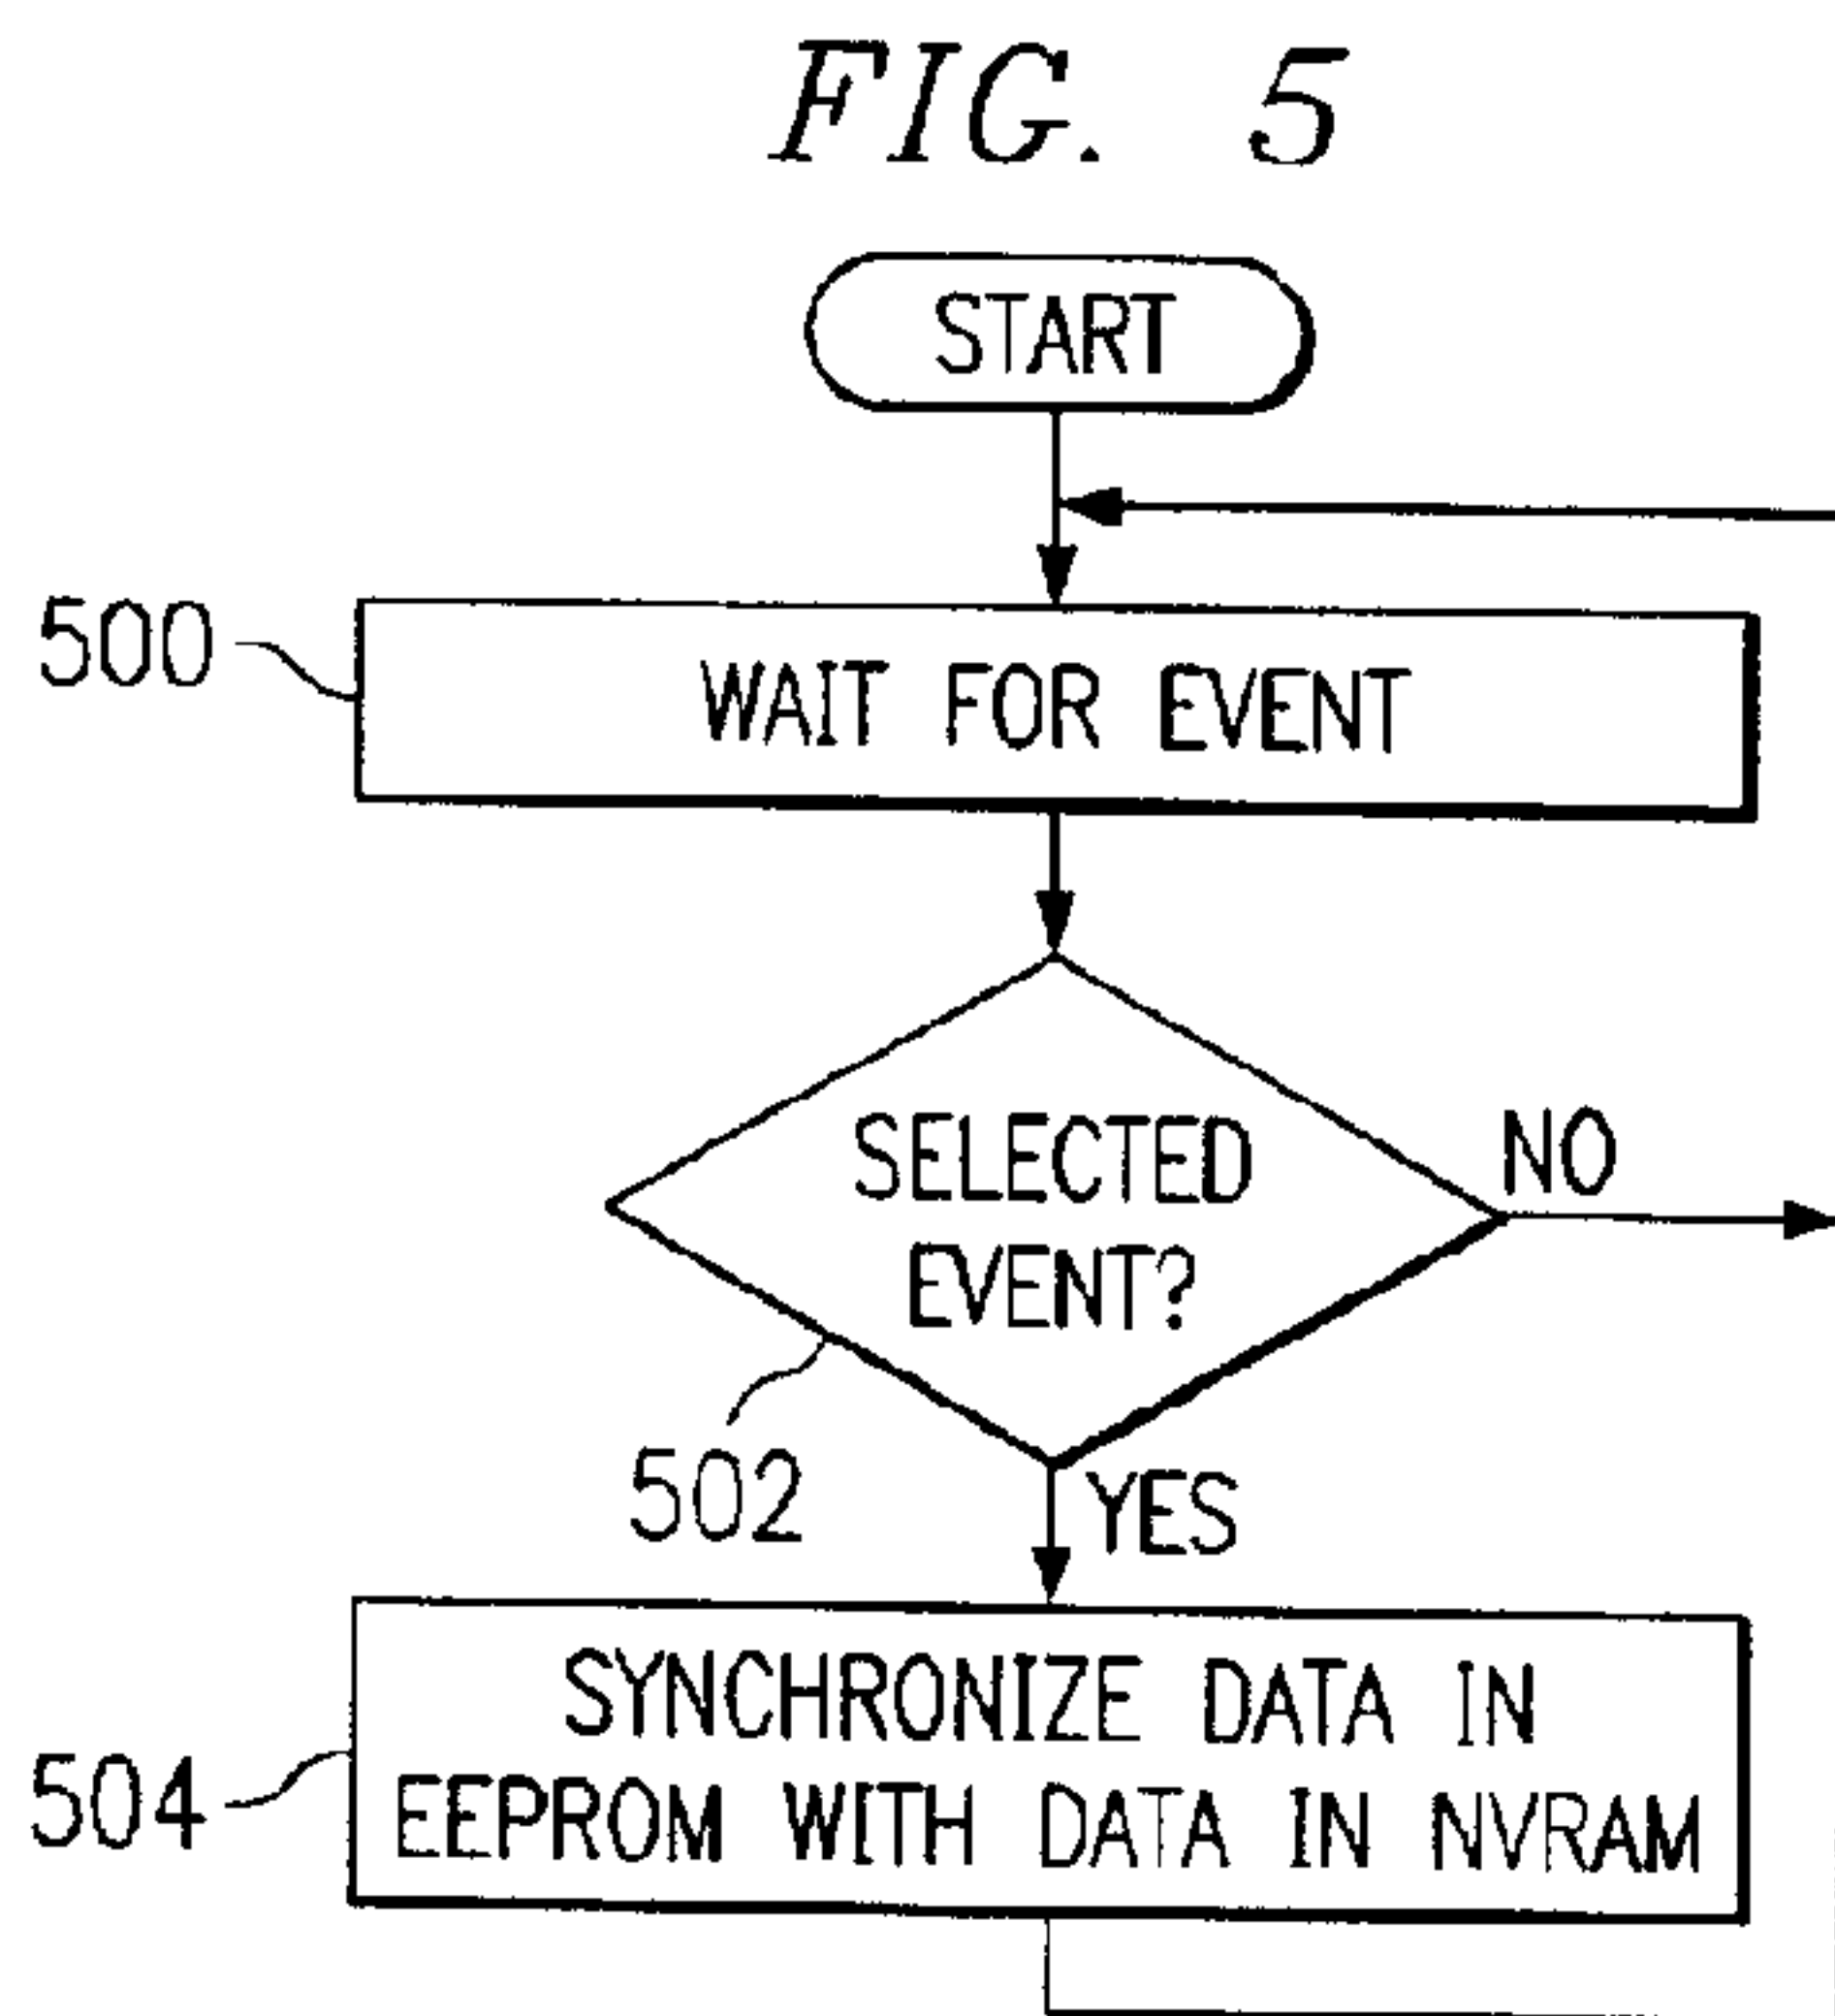 FIG. 5
START
500
WAIT FOR EVENT
SELECTED
EVENT?
NO
502
YES
SYNCHRONIZE DATA IN
EEPROM WITH DATA IN NVRAM
504